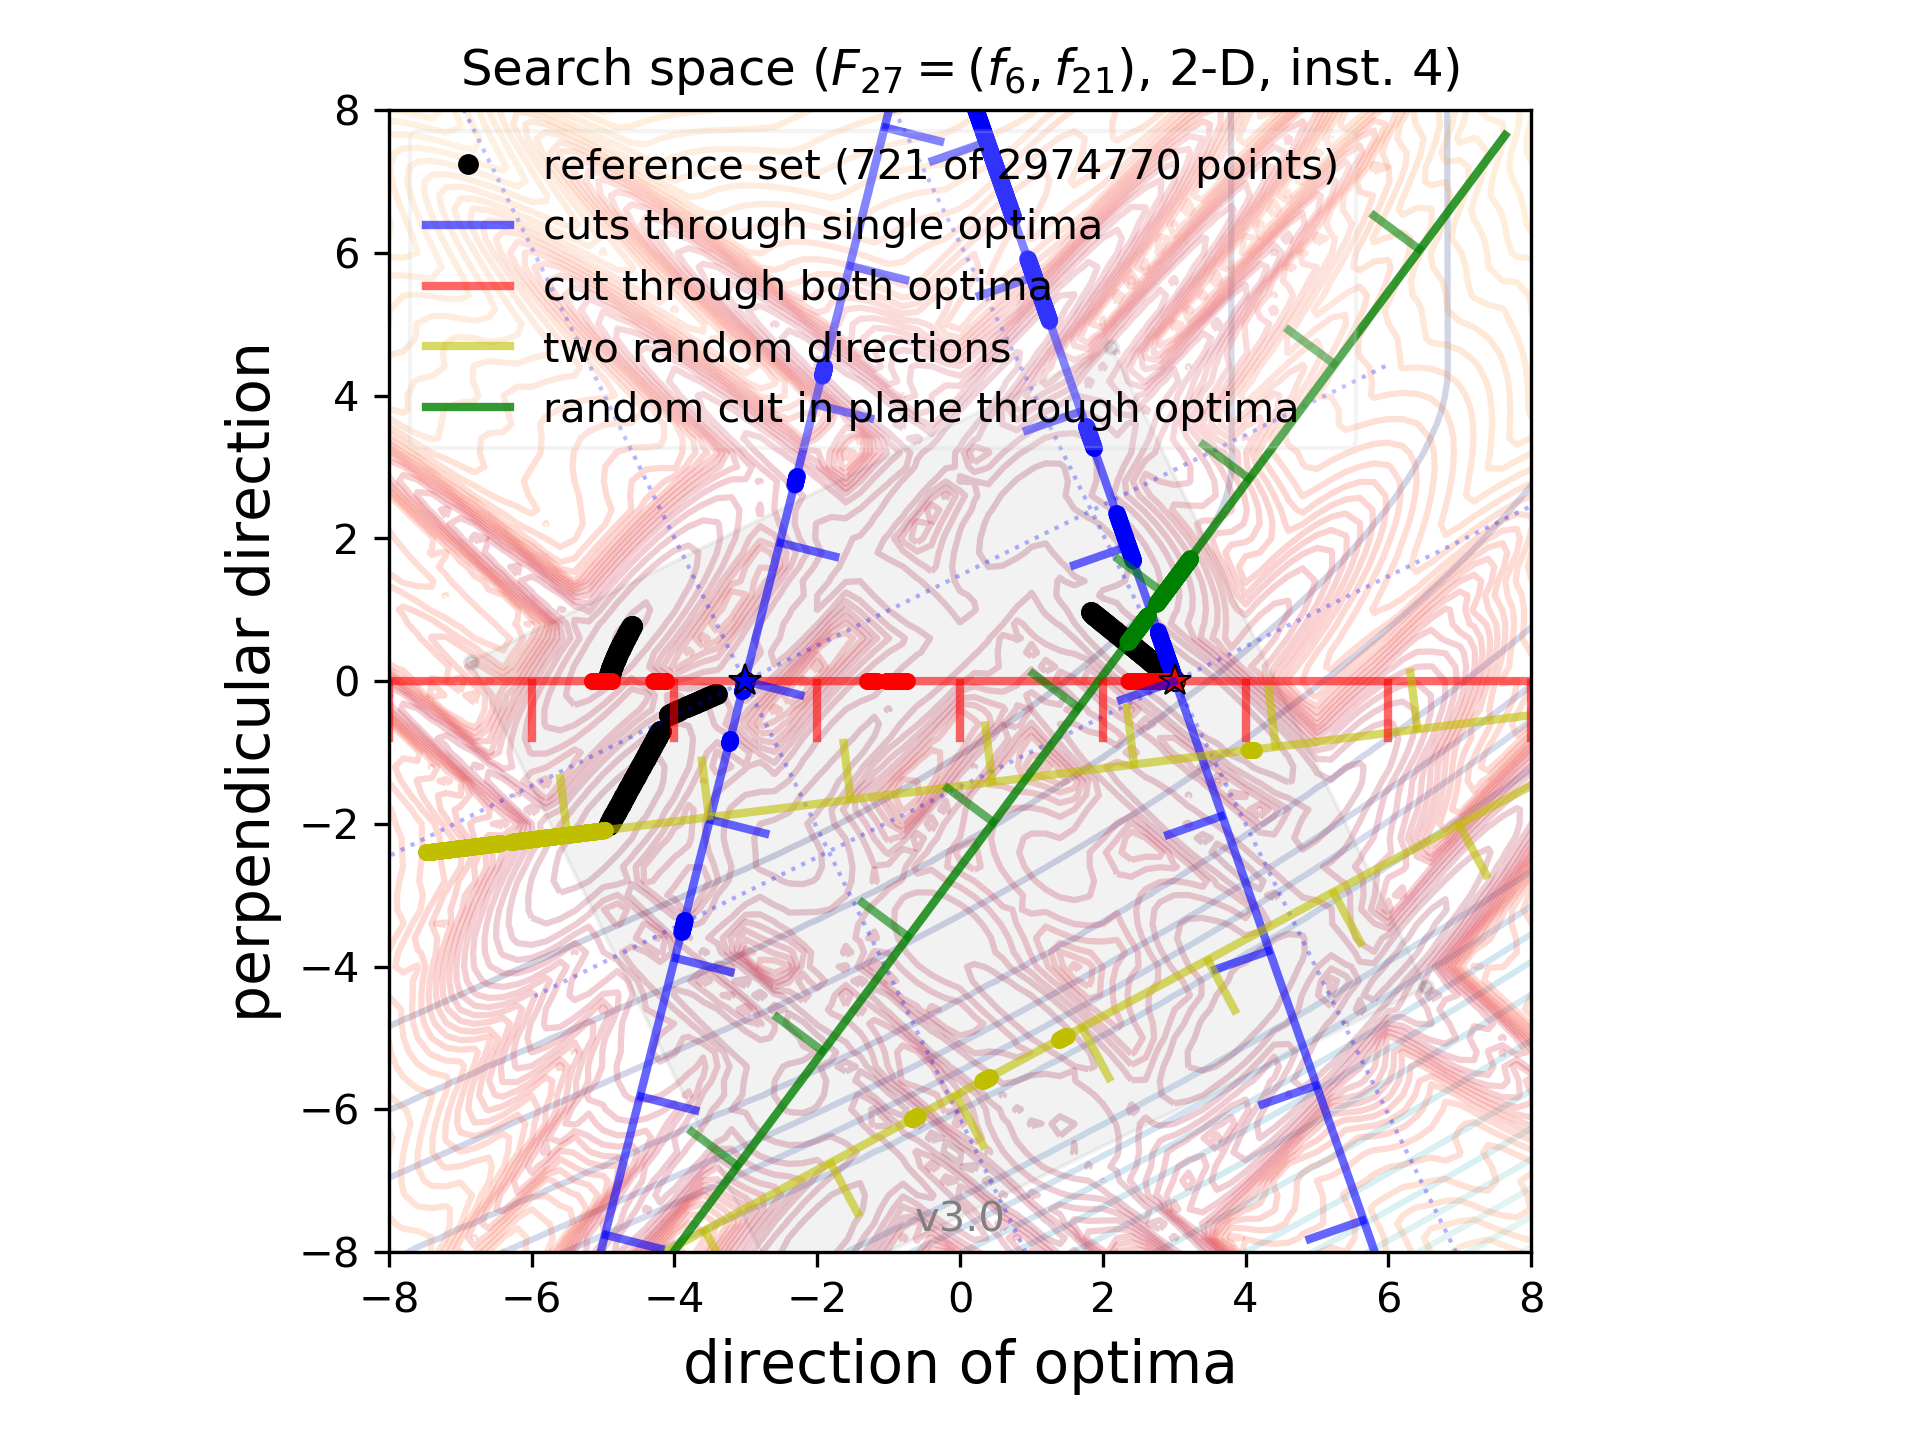 Search space (F27 = (f6, f21), 2-D, inst. 4)
reference set (721 of 2974770 points)
cuts through single optima
cut through both optima
two random directions
random cut in plane through optima
8
6
4
2
0
−2
−4
−6
−8
perpendicular direction
v3.0
−8 −6 −4 −2 0 2 4 6 8
direction of optima